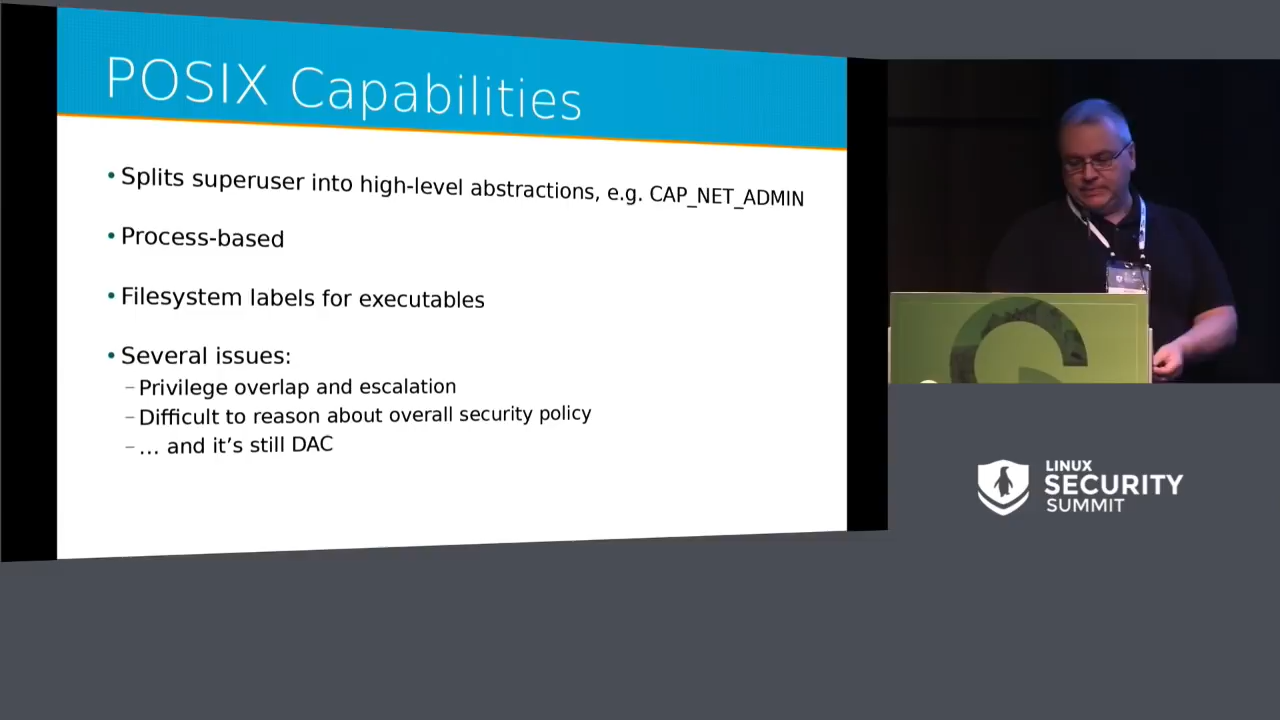 POSIX Capabilities
• Splits superuser into high-level abstractions, e.g. CAP_NET_ADMIN
• Process-based
• Filesystem labels for executables
• Several issues:
– Privilege overlap and escalation
– Difficult to reason about overall security policy
– … and it’s still DAC
LINUX
SECURITY
SUMMIT